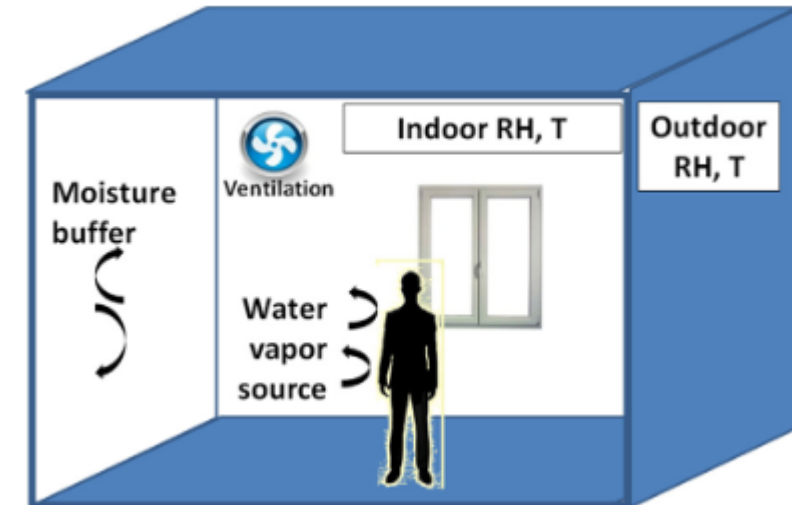 Indoor RH, T
Outdoor
RH, T
Ventilation
Moisture
buffer
Water
vapor
source